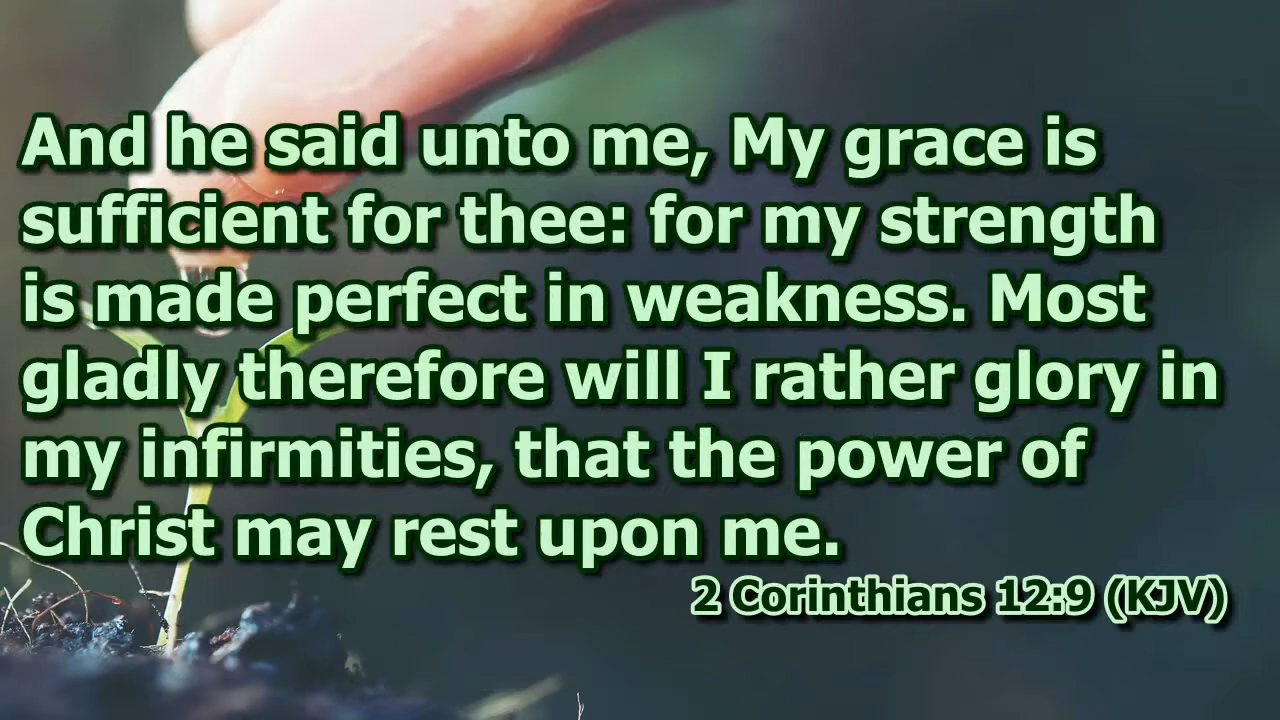 And he said unto me, My grace is
sufficient for thee: for my strength
is made perfect in weakness. Most
gladly therefore will I rather glory in
my infirmities, that the power of
Christ may rest upon me.
2 Corinthians 12:9 (KJV)